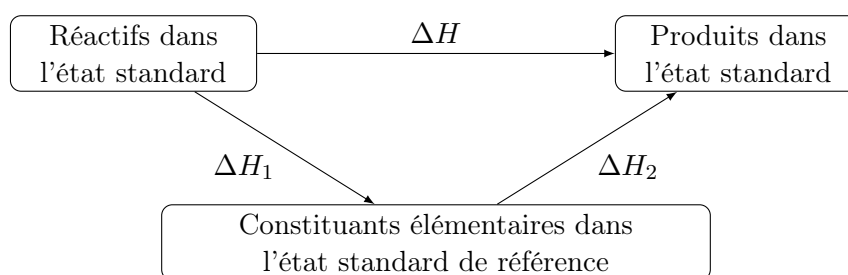 Réactifs dans
l'état standard
ΔH
Produits dans
l'état standard
ΔH₁
ΔH₂
Constituants élémentaires dans
l'état standard de référence